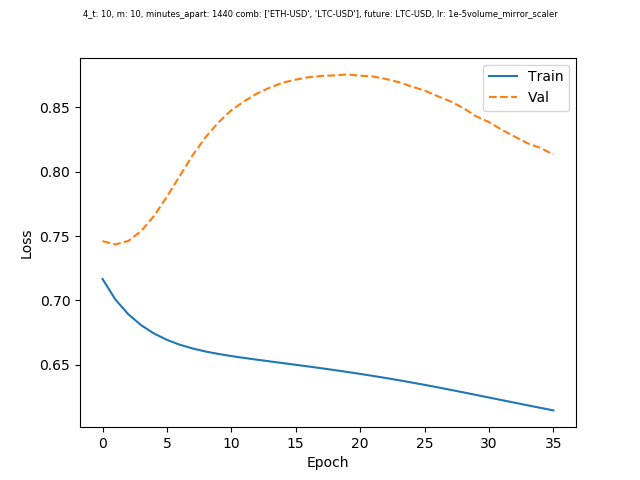 4_t: 10, m: 10, minutes_apart: 1440 comb: ['ETH-USD', 'LTC-USD'], future: LTC-USD, lr: 1e-5volume_mirror_scaler
Train
Val
0.85
0.80
0.75
0.70
0.65
Loss
0 5 10 15 20 25 30 35
Epoch